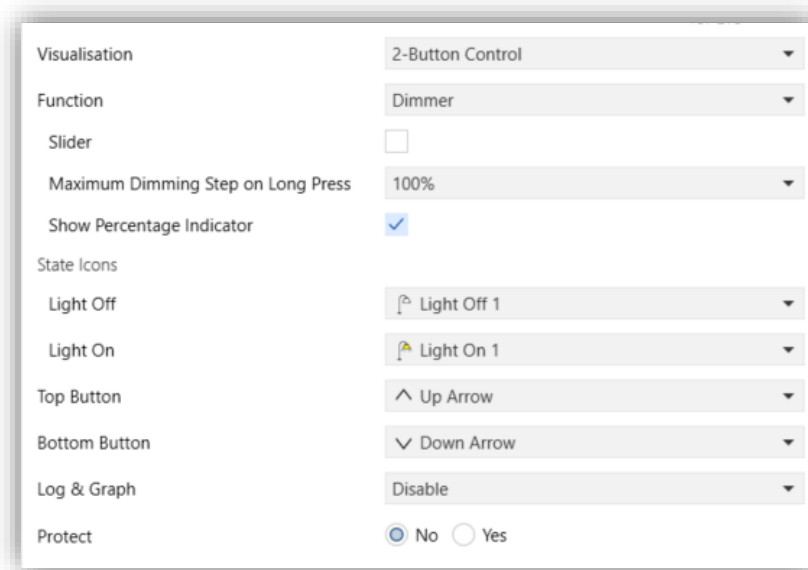 Visualisation 2-Button Control
Function Dimmer
Slider
Maximum Dimming Step on Long Press 100%
Show Percentage Indicator
State Icons
Light Off Light Off 1
Light On Light On 1
Top Button Up Arrow
Bottom Button Down Arrow
Log & Graph Disable
Protect No Yes